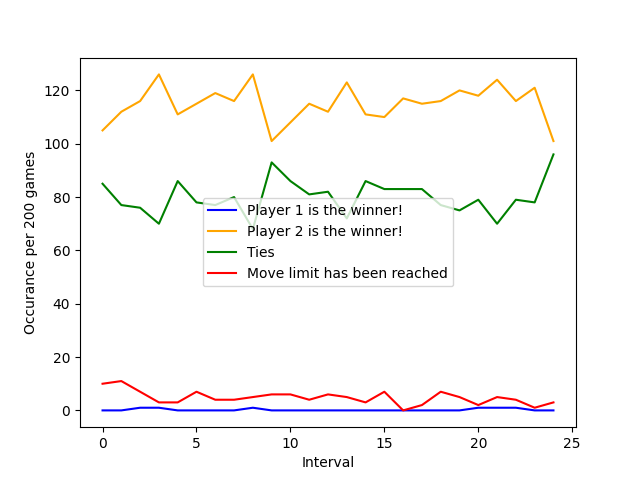 120
100
80
60
40
20
0
Occurance per 200 games
Player 1 is the winner!
Player 2 is the winner!
Ties
Move limit has been reached
0 5 10 15 20 25
Interval